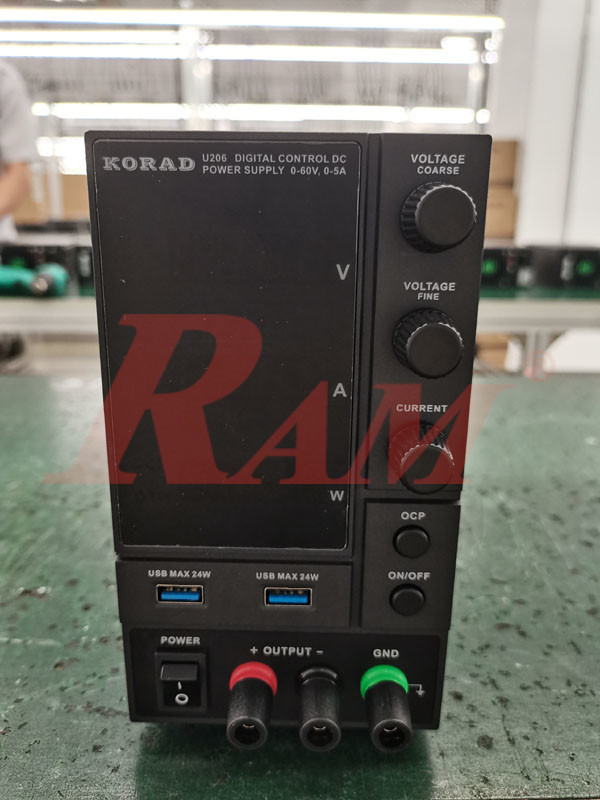 KORAD U206 DIGITAL CONTROL DC
POWER SUPPLY 0-60V, 0-5A
VOLTAGE
COARSE
V
VOLTAGE
FINE
A
CURRENT
RAM
W
OCP
ON/OFF
USB MAX 24W
USB MAX 24W
POWER
+ OUTPUT -
GND